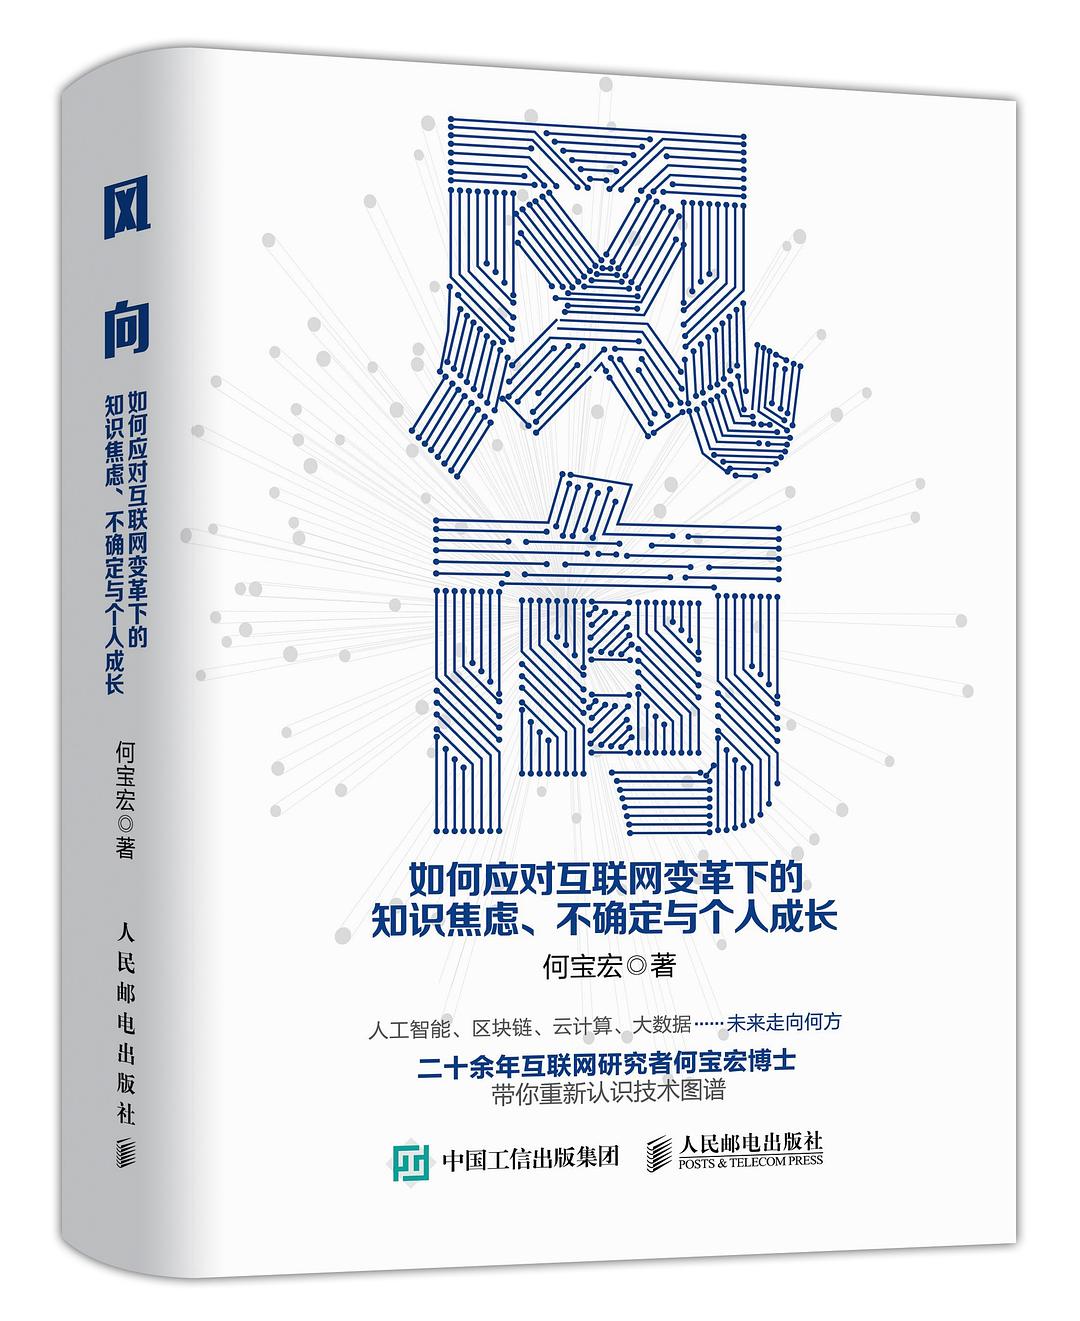 风
向
如何应对互联网变革下的
知识焦虑、不确定与个人成长
何宝宏◎著
人民邮电出版社
风
向
如何应对互联网变革下的
知识焦虑、不确定与个人成长
何宝宏◎著
人工智能、区块链、云计算、大数据……未来走向何方
二十余年互联网研究者何宝宏博士
带你重新认识技术图谱
中国工信出版集团
人民邮电出版社
POSTS & TELECOM PRESS